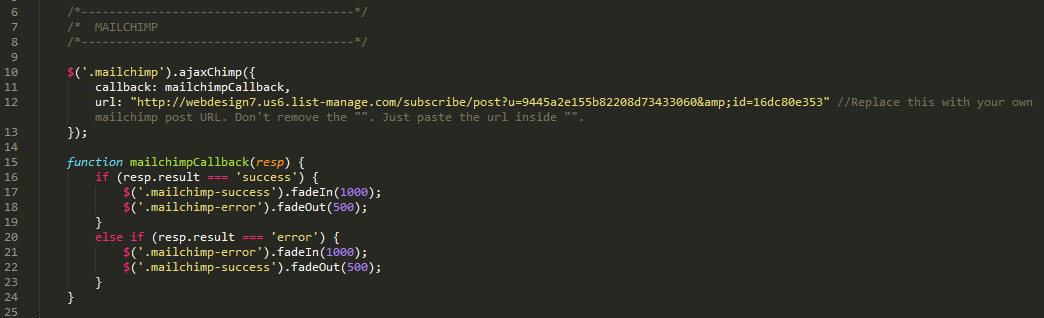 6 /*---------------------------------------*/
7 /*  MAILCHIMP
8 /*---------------------------------------*/
9
10 $('.mailchimp').ajaxChimp({
11 callback: mailchimpCallback,
12 url: "http://webdesign7.us6.list-manage.com/subscribe/post?u=9445a2e155b82208d73433060&amp;id=16dc80e353" //Replace this with your own
mailchimp post URL. Don't remove the "". Just paste the url inside "".
13 });
14
15 function mailchimpCallback(resp) {
16 if (resp.result === 'success') {
17 $('.mailchimp-success').fadeIn(1000);
18 $('.mailchimp-error').fadeOut(500);
19 }
20 else if (resp.result === 'error') {
21 $('.mailchimp-error').fadeIn(1000);
22 $('.mailchimp-success').fadeOut(500);
23 }
24 }
25